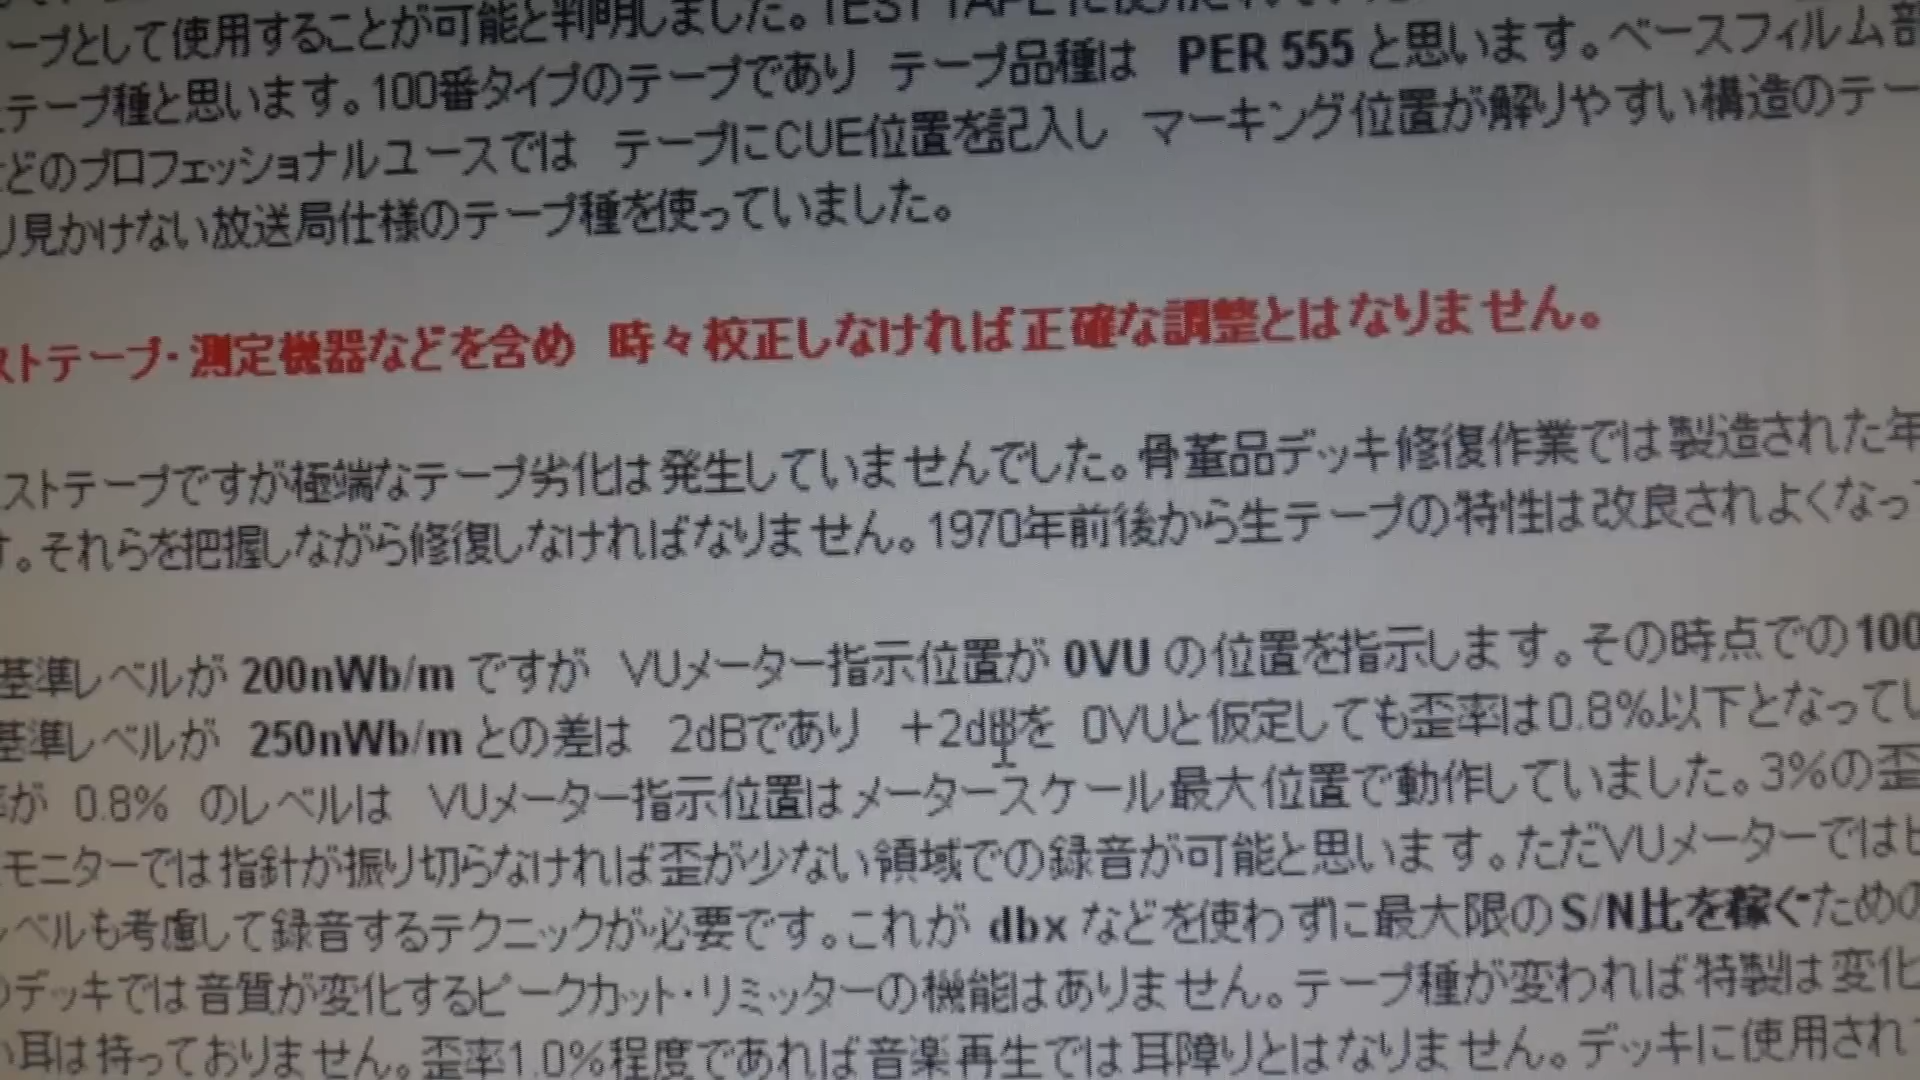 ープとして使用することが可能と判明しました。TEST TAPEに使用されてい
テープ種と思います。100番タイプのテープであり テープ品種は PER 555 と思います。ベースフィルム部
どのプロフェッショナルユースでは テープにCUE位置を記入し マーキング位置が解りやすい構造のテー
り見かけない放送局仕様のテープ種を使っていました。
ストテープ・測定機器などを含め 時々校正しなければ正確な調整とはなりません。
ストテープですが極端なテープ劣化は発生していませんでした。骨董品デッキ修復作業では製造された年
す。それらを把握しながら修復しなければなりません。1970年前後から生テープの特性は改良されよくなっ
基準レベルが 200nWb/m ですが VUメーター指示位置が 0VU の位置を指示します。その時点での100
基準レベルが 250nWb/m との差は 2dBであり +2dBを 0VUと仮定しても歪率は0.8%以下となってい
率が 0.8% のレベルは VUメーター指示位置はメータースケール最大位置で動作していました。3%の歪
モニターでは指針が振り切らなければ歪が少ない領域での録音が可能と思います。ただVUメーターではピ
レベルも考慮して録音するテクニックが必要です。これが dbx などを使わずに最大限のS/N比を稼ぐための
のデッキでは音質が変化するピークカット・リミッターの機能はありません。テープ種が変われば特製は変化
い耳は持っておりません。歪率1.0%程度であれば音楽再生では耳障りとはなりません。デッキに使用され